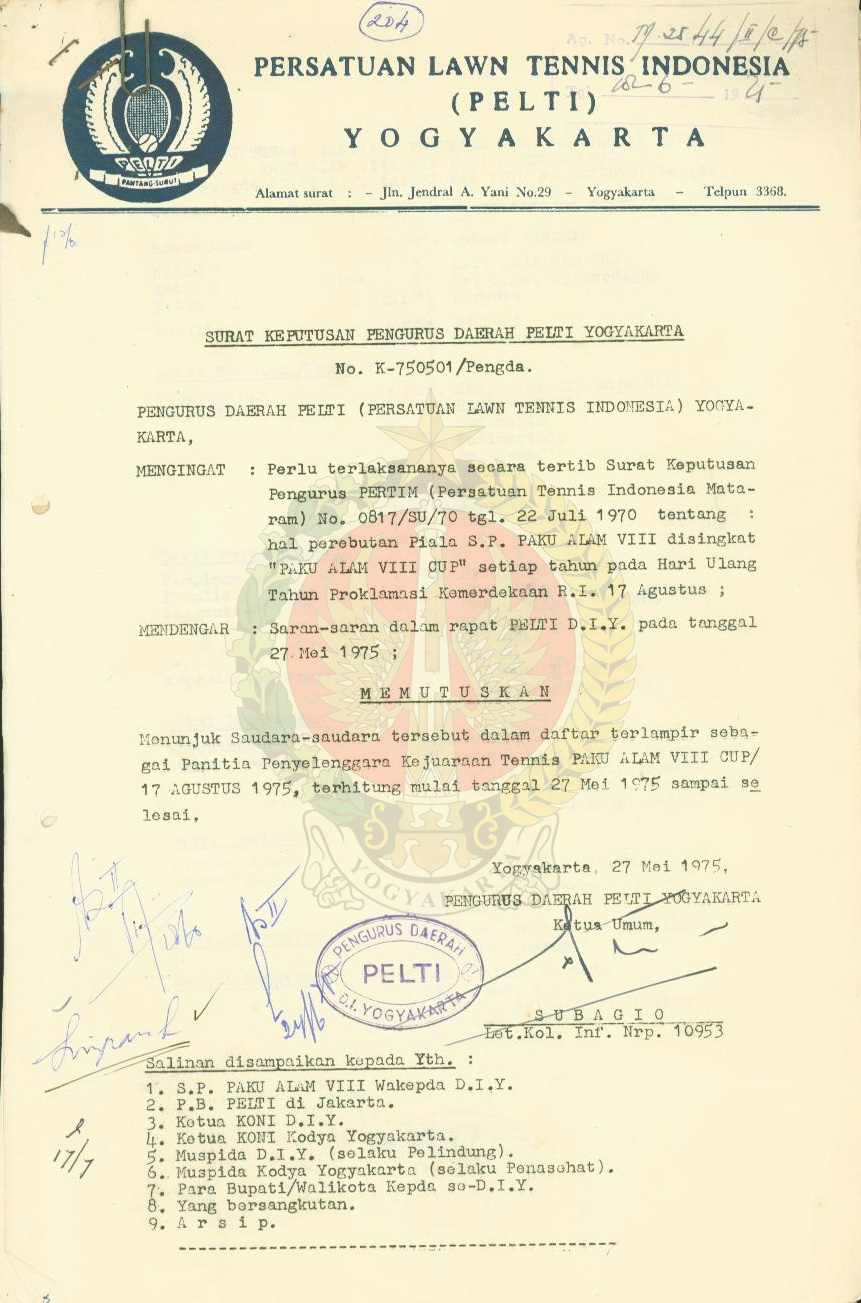 204
Ag. No.
PERSATUAN LAWN TENNIS INDONESIA
(PELTI)
YOGYAKARTA
PELTI
PANTANG SURUT
Alamat surat : – Jln. Jendral A. Yani No.29 – Yogyakarta – Telpun 3368.
SURAT KEPUTUSAN PENGURUS DAERAH PELTI YOGYAKARTA
No. K-750501/Pengda.
PENGURUS DAERAH PELTI (PERSATUAN LAWN TENNIS INDONESIA) YOGYA-
KARTA,
MENGINGAT : Perlu terlaksananya secara tertib Surat Keputusan
Pengurus PERTIM (Persatuan Tennis Indonesia Mata-
ram) No. 0817/SU/70 tgl. 22 Juli 1970 tentang :
hal perebutan Piala S.P. PAKU ALAM VIII disingkat
"PAKU ALAM VIII CUP" setiap tahun pada Hari Ulang
Tahun Proklamasi Kemerdekaan R.I. 17 Agustus ;
MENDENGAR : Saran-saran dalam rapat PELTI D.I.Y. pada tanggal
27 Mei 1975 ;
M E M U T U S K A N
Menunjuk Saudara-saudara tersebut dalam daftar terlampir seba-
gai Panitia Penyelenggara Kejuaraan Tennis PAKU ALAM VIII CUP/
17 AGUSTUS 1975, terhitung mulai tanggal 27 Mei 1975 sampai se
lesai.
YOGYAKARTA
Yogyakarta, 27 Mei 1975,
PENGURUS DAERAH PELTI YOGYAKARTA
Ketua Umum,
PENGURUS DAERAH
PELTI
D.I. YOGYAKARTA
S U B A G I O
Let.Kol. Inf. Nrp. 10953
Salinan disampaikan kepada Yth. :
1. S.P. PAKU ALAM VIII Wakepda D.I.Y.
2. P.B. PELTI di Jakarta.
3. Ketua KONI D.I.Y.
4. Ketua KONI Kodya Yogyakarta.
5. Muspida D.I.Y. (selaku Pelindung).
6. Muspida Kodya Yogyakarta (selaku Penasehat).
7. Para Bupati/Walikota Kepda se-D.I.Y.
8. Yang bersangkutan.
9. A r s i p.
17/7